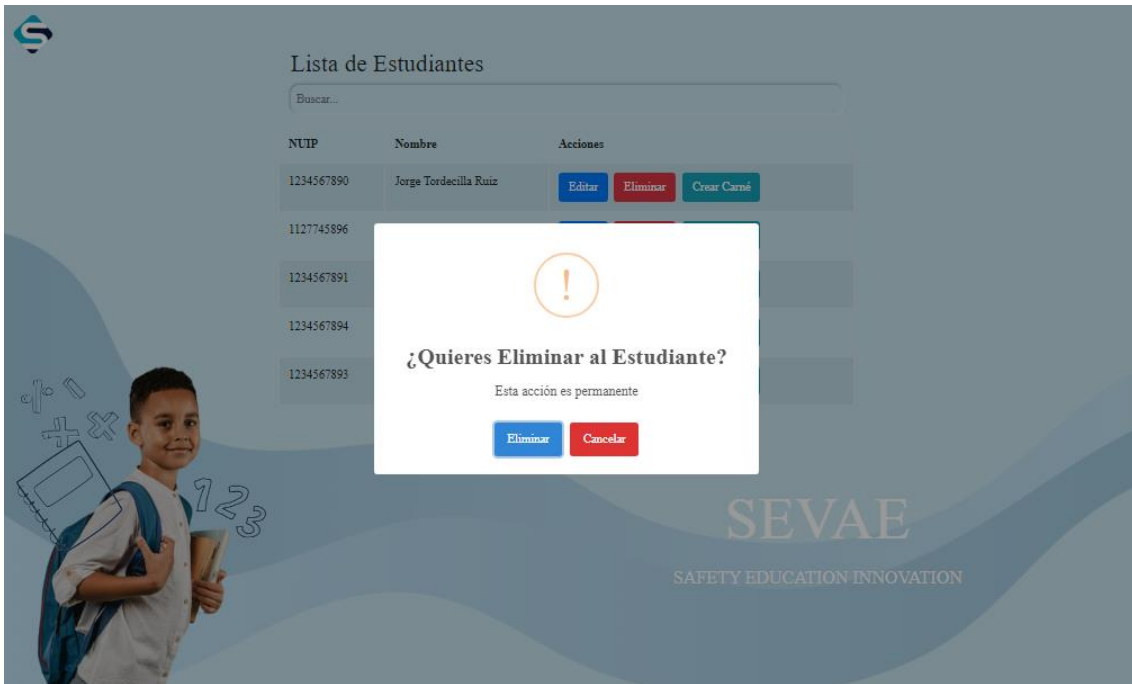 Lista de Estudiantes
Buscar...
NUIP Nombre Acciones
1234567890 Jorge Tordecilla Ruiz Editar Eliminar Crear Carné
1127745896
1234567891
1234567894
1234567893
!
¿Quieres Eliminar al Estudiante?
Esta acción es permanente
Eliminar Cancelar
123
SEVAE
SAFETY EDUCATION INNOVATION